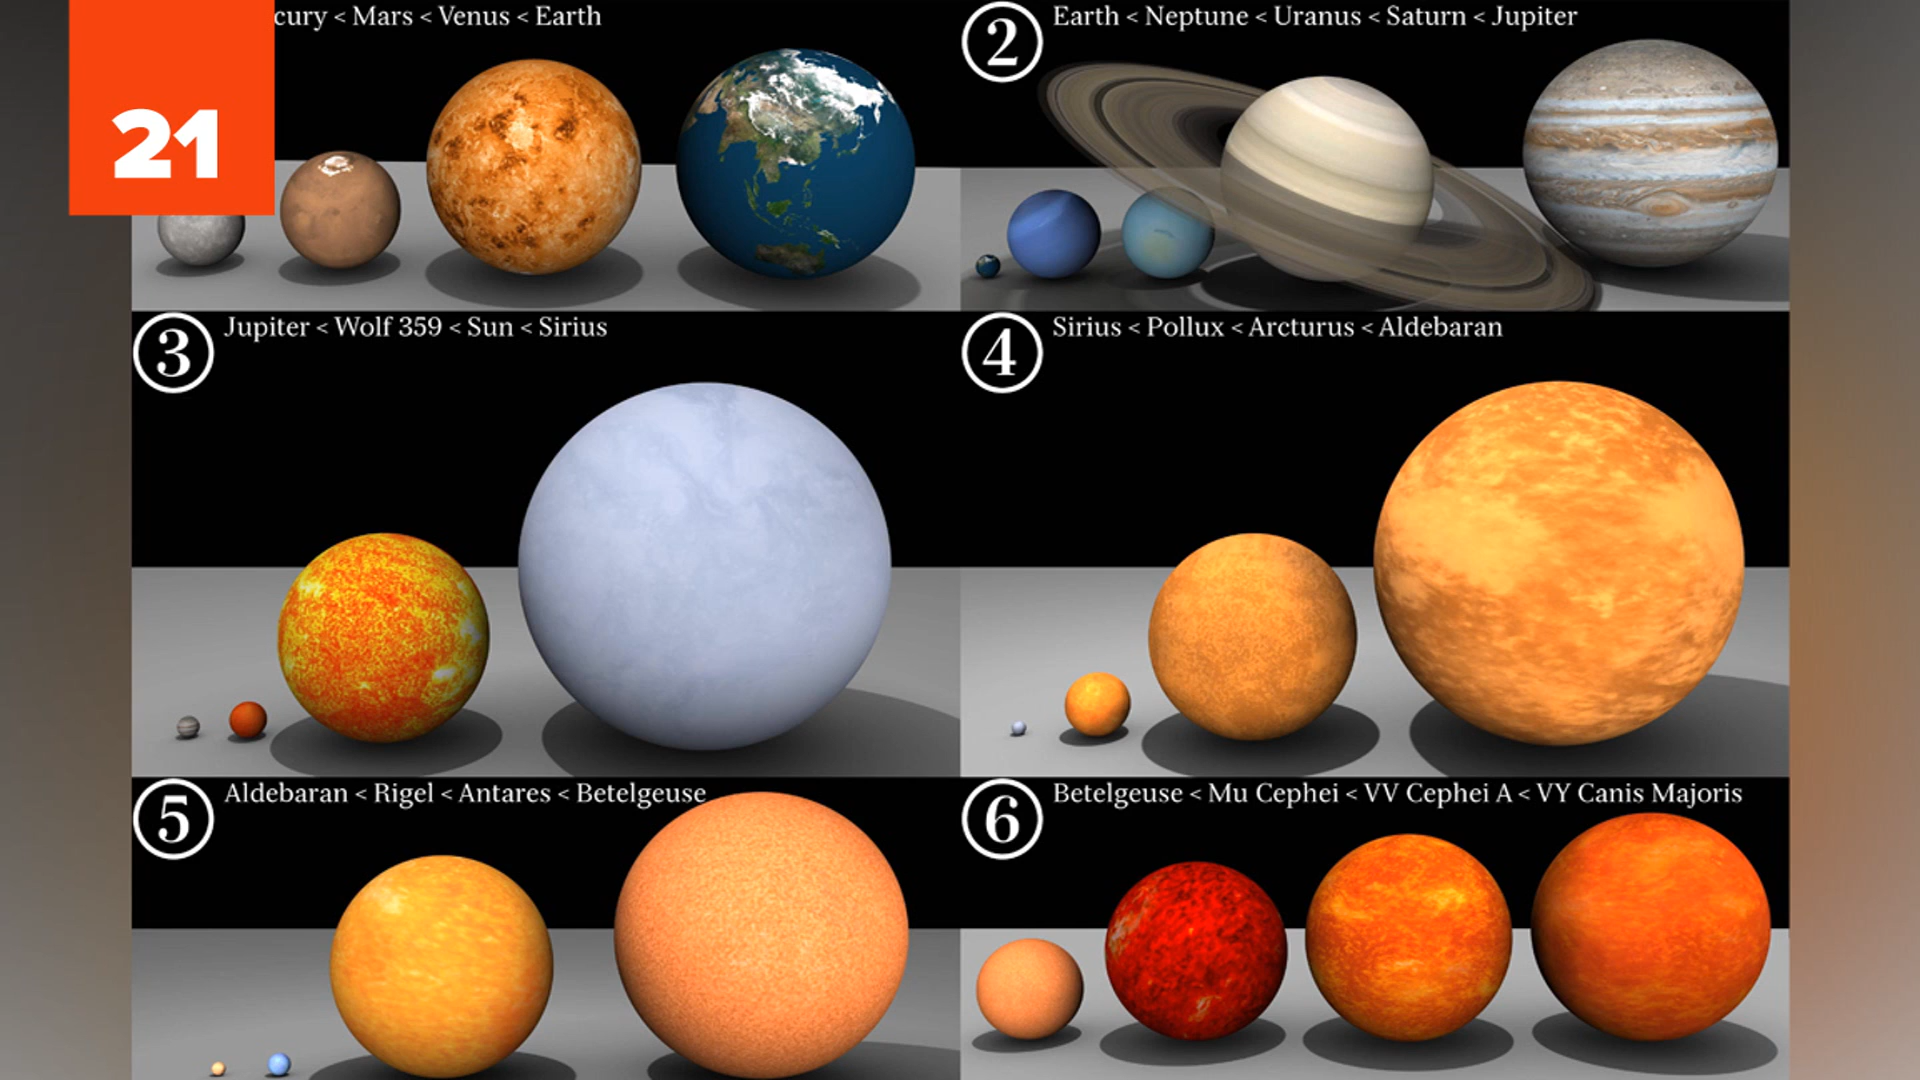 21
cury < Mars < Venus < Earth
2
Earth < Neptune < Uranus < Saturn < Jupiter
3
Jupiter < Wolf 359 < Sun < Sirius
4
Sirius < Pollux < Arcturus < Aldebaran
5
Aldebaran < Rigel < Antares < Betelgeuse
6
Betelgeuse < Mu Cephei < VV Cephei A < VY Canis Majoris